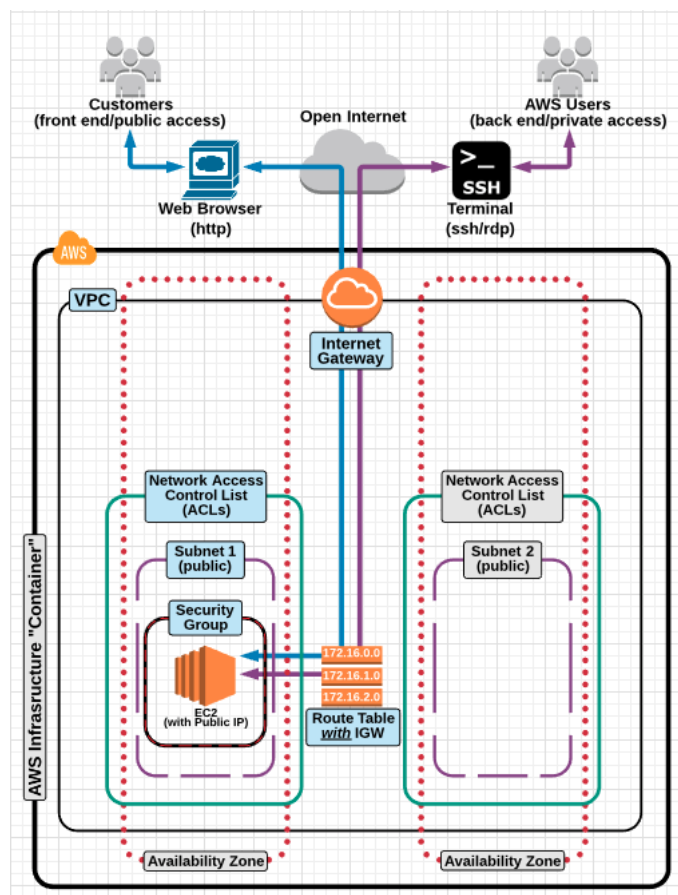 Customers
(front end/public access)
Open Internet
AWS Users
(back end/private access)
>_
SSH
Web Browser
(http)
Terminal
(ssh/rdp)
AWS
VPC
Internet
Gateway
Network Access
Control List
(ACLs)
Network Access
Control List
(ACLs)
Subnet 1
(public)
Subnet 2
(public)
Security
Group
EC2
(with Public IP)
172.16.0.0
172.16.1.0
172.16.2.0
Route Table
with IGW
AWS Infrasructure "Container"
Availability Zone
Availability Zone